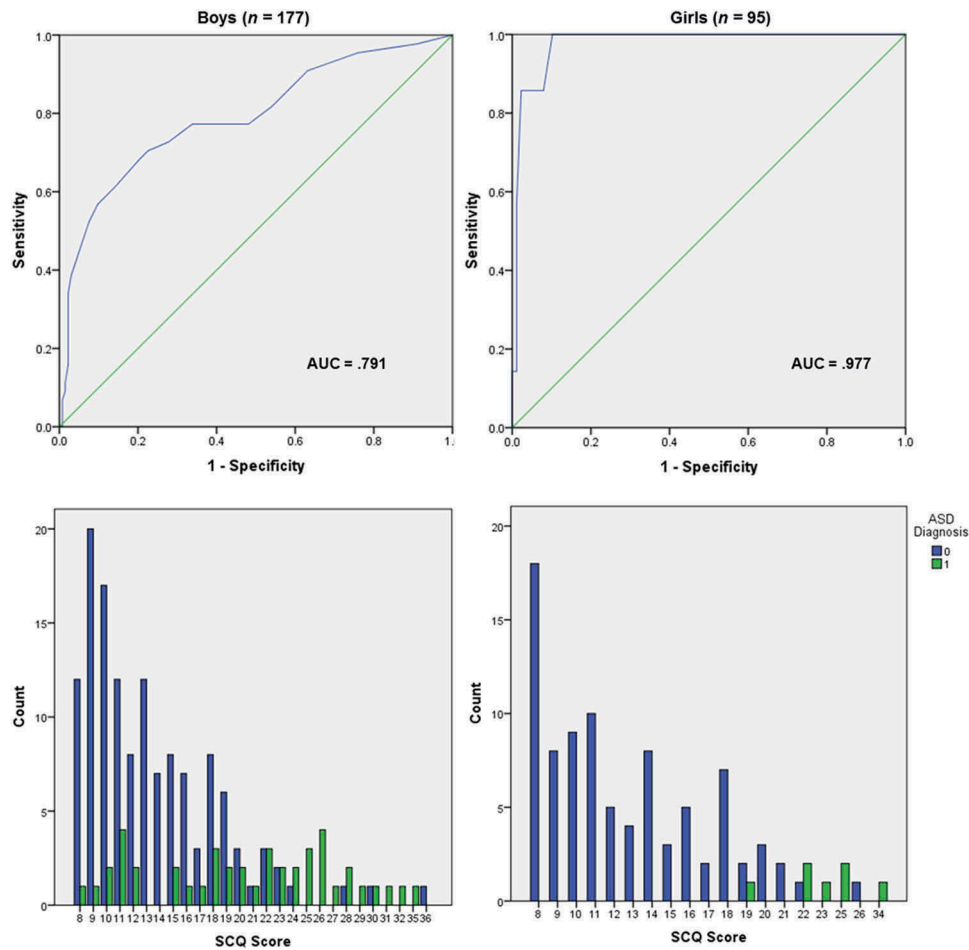 Boys (n = 177)
1.0
0.8
0.6
0.4
0.2
0.0
Sensitivity
AUC = .791
0.0 0.2 0.4 0.6 0.8 1.
1 - Specificity
Girls (n = 95)
1.0
0.8
0.6
0.4
0.2
0.0
Sensitivity
AUC = .977
0.0 0.2 0.4 0.6 0.8 1.0
1 - Specificity
20
15
10
5
0
Count
8 9 10 11 12 13 14 15 16 17 18 19 20 21 22 23 24 25 26 27 28 29 30 31 32 35 36
SCQ Score
20
15
10
5
0
Count
8 9 10 11 12 13 14 15 16 17 18 19 20 21 22 23 25 26 34
SCQ Score
ASD
Diagnosis
0
1